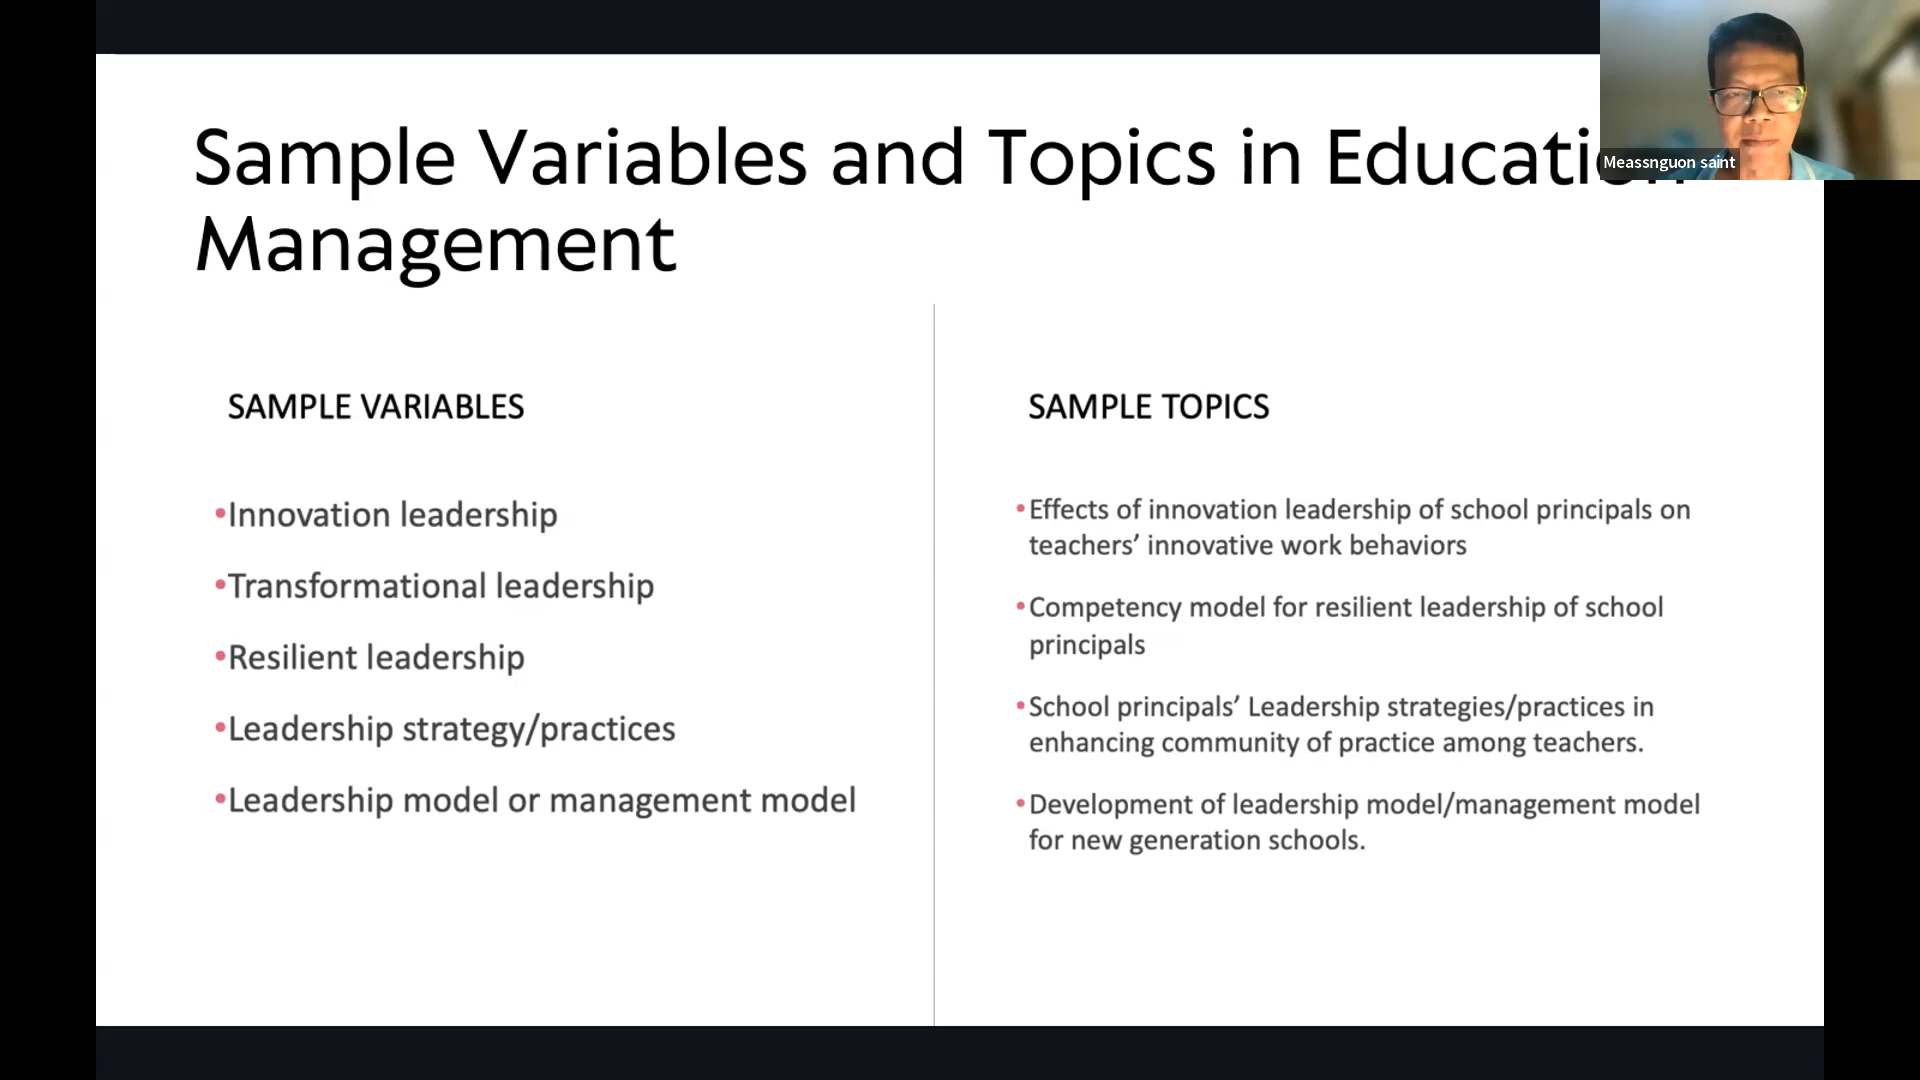 Sample Variables and Topics in Education
Management
Meassnguon saint
SAMPLE VARIABLES
•Innovation leadership
•Transformational leadership
•Resilient leadership
•Leadership strategy/practices
•Leadership model or management model
SAMPLE TOPICS
•Effects of innovation leadership of school principals on
teachers’ innovative work behaviors
•Competency model for resilient leadership of school
principals
•School principals’ Leadership strategies/practices in
enhancing community of practice among teachers.
•Development of leadership model/management model
for new generation schools.